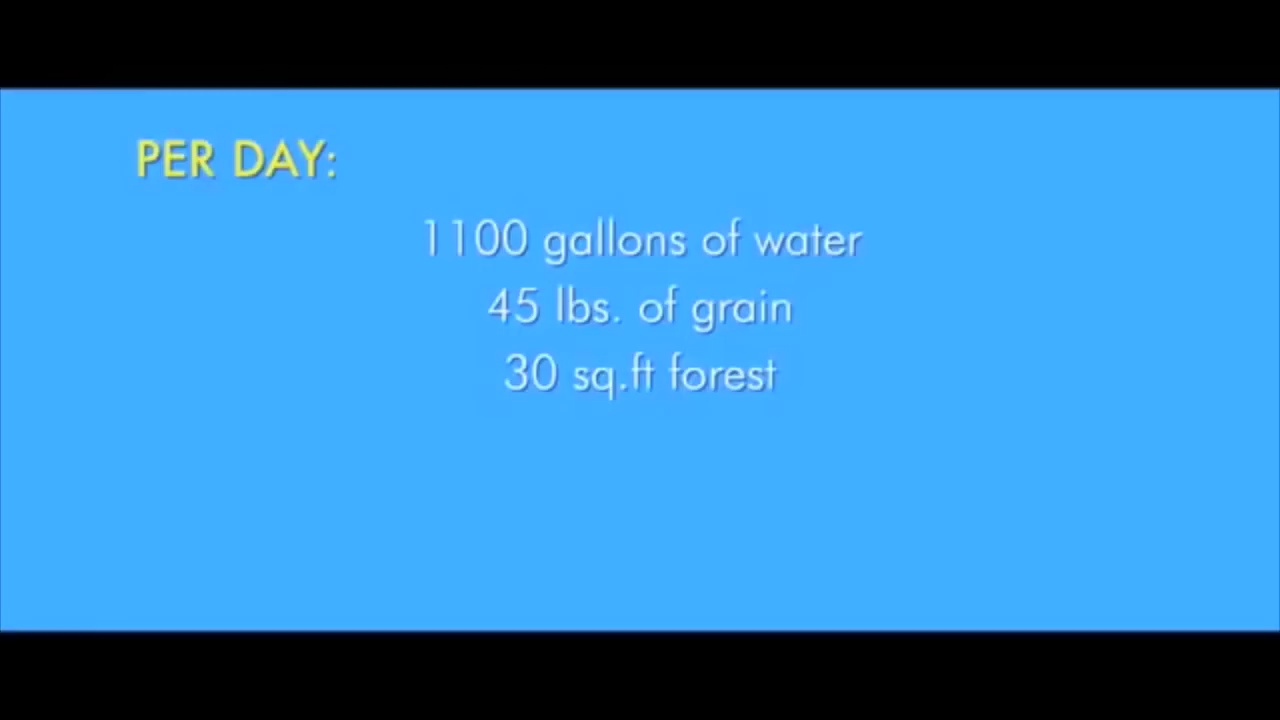 PER DAY:
1100 gallons of water
45 lbs. of grain
30 sq.ft forest